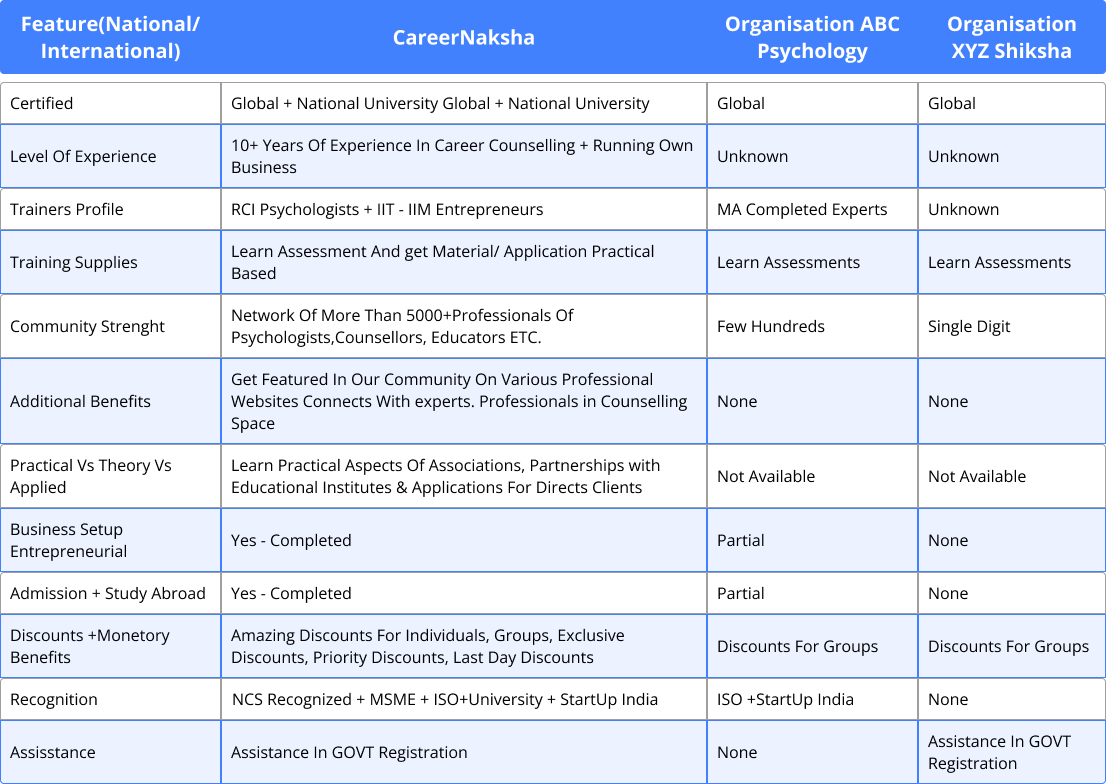 Feature(National/
International)
CareerNaksha
Organisation ABC
Psychology
Organisation
XYZ Shiksha
Certified
Global + National University Global + National University
Global
Global
Level Of Experience
10+ Years Of Experience In Career Counselling + Running Own
Business
Unknown
Unknown
Trainers Profile
RCI Psychologists + IIT - IIM Entrepreneurs
MA Completed Experts
Unknown
Training Supplies
Learn Assessment And get Material/ Application Practical
Based
Learn Assessments
Learn Assessments
Community Strenght
Network Of More Than 5000+Professionals Of
Psychologists,Counsellors, Educators ETC.
Few Hundreds
Single Digit
Additional Benefits
Get Featured In Our Community On Various Professional
Websites Connects With experts. Professionals in Counselling
Space
None
None
Practical Vs Theory Vs
Applied
Learn Practical Aspects Of Associations, Partnerships with
Educational Institutes & Applications For Directs Clients
Not Available
Not Available
Business Setup
Entrepreneurial
Yes - Completed
Partial
None
Admission + Study Abroad
Yes - Completed
Partial
None
Discounts +Monetory
Benefits
Amazing Discounts For Individuals, Groups, Exclusive
Discounts, Priority Discounts, Last Day Discounts
Discounts For Groups
Discounts For Groups
Recognition
NCS Recognized + MSME + ISO+University + StartUp India
ISO +StartUp India
None
Assisstance
Assistance In GOVT Registration
None
Assistance In GOVT
Registration